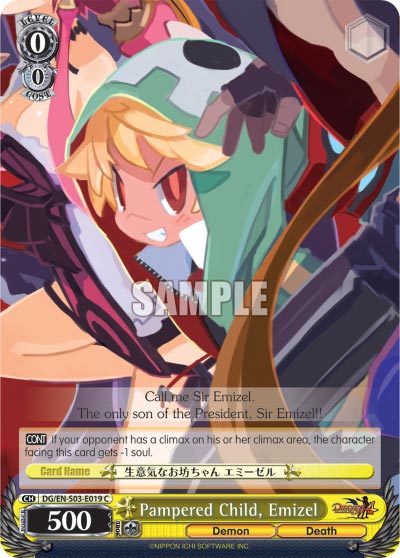 LEVEL
0
0
COST
SAMPLE
Call me Sir Emizel.
The only son of the President, Sir Emizel!!
CONT If your opponent has a climax on his or her climax area, the character
facing this card gets -1 soul.
Card Name 生意気なお坊ちゃん エミーゼル
CD DG/EN-S03-E019 C
Pampered Child, Emizel
POWER 500 SOUL
Demon Death
©NIPPON ICHI SOFTWARE INC.